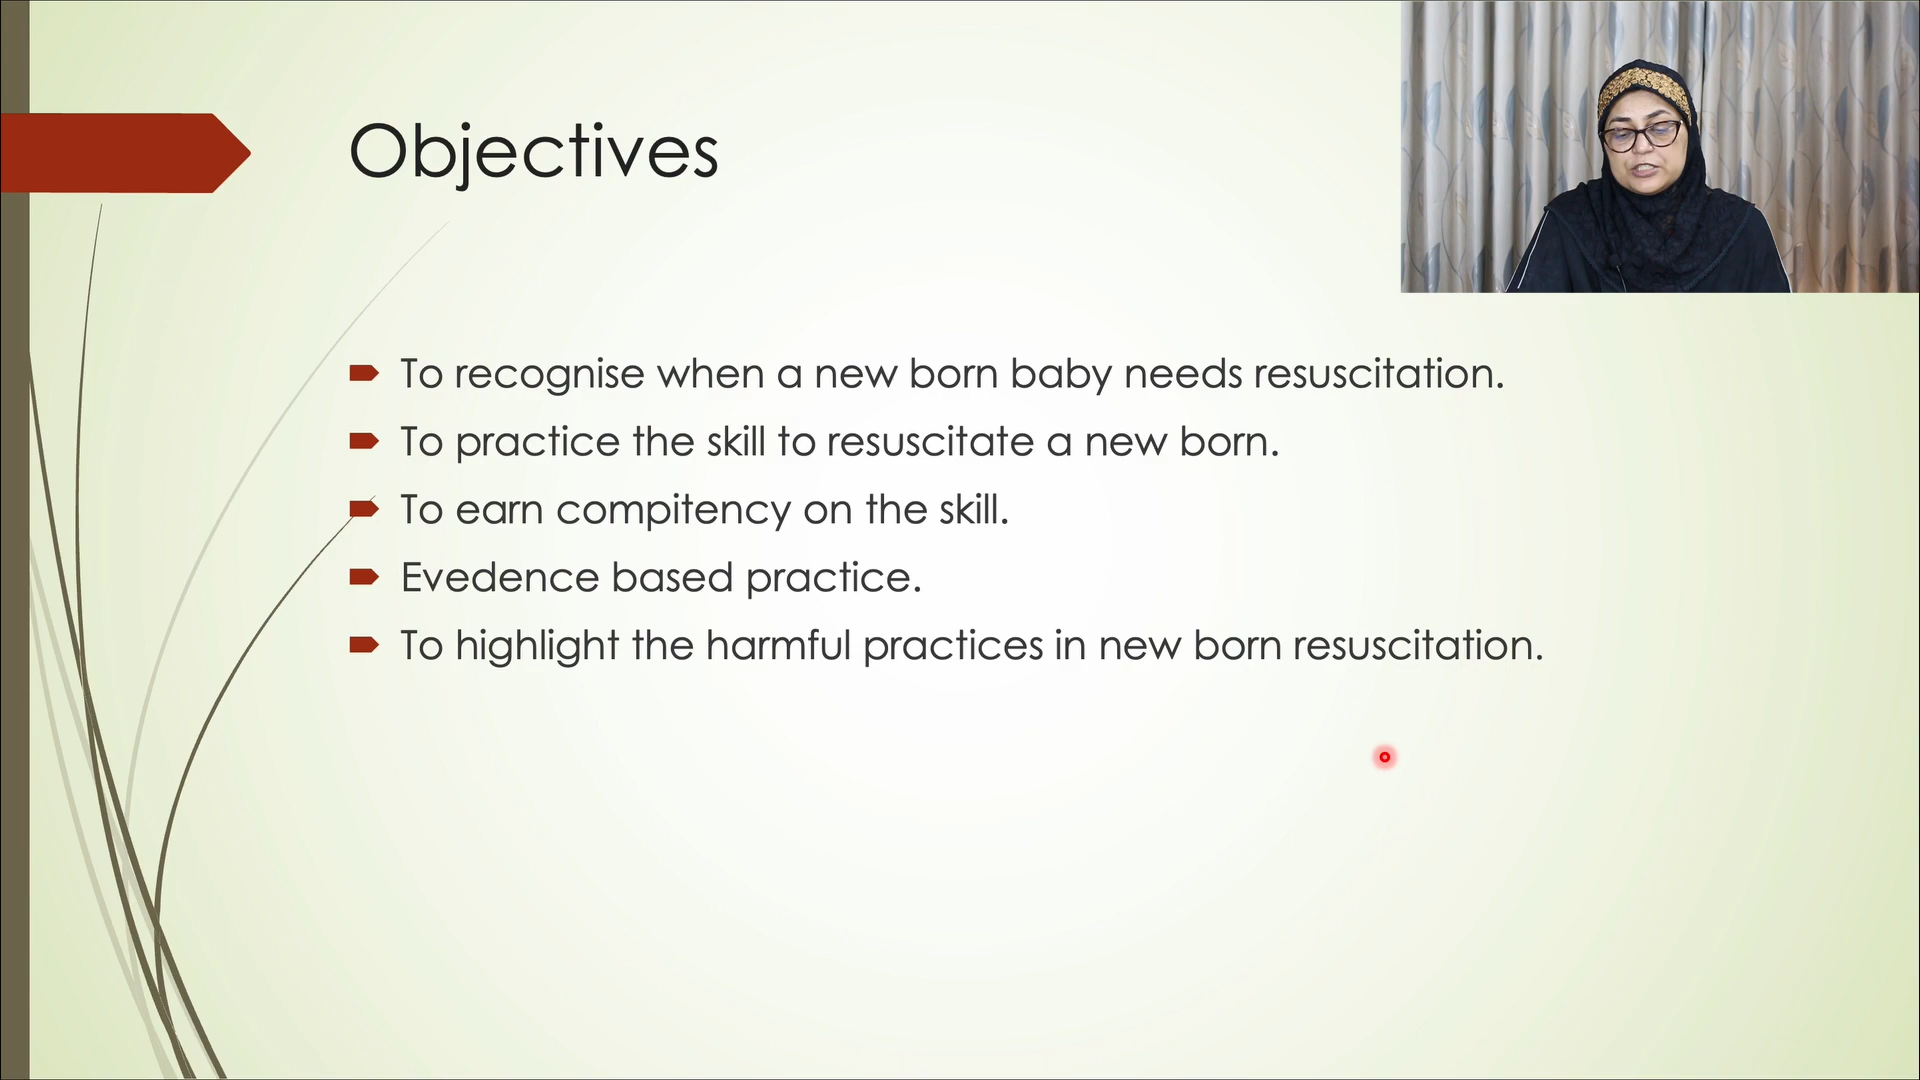 Objectives
To recognise when a new born baby needs resuscitation.
To practice the skill to resuscitate a new born.
To earn compitency on the skill.
Evedence based practice.
To highlight the harmful practices in new born resuscitation.